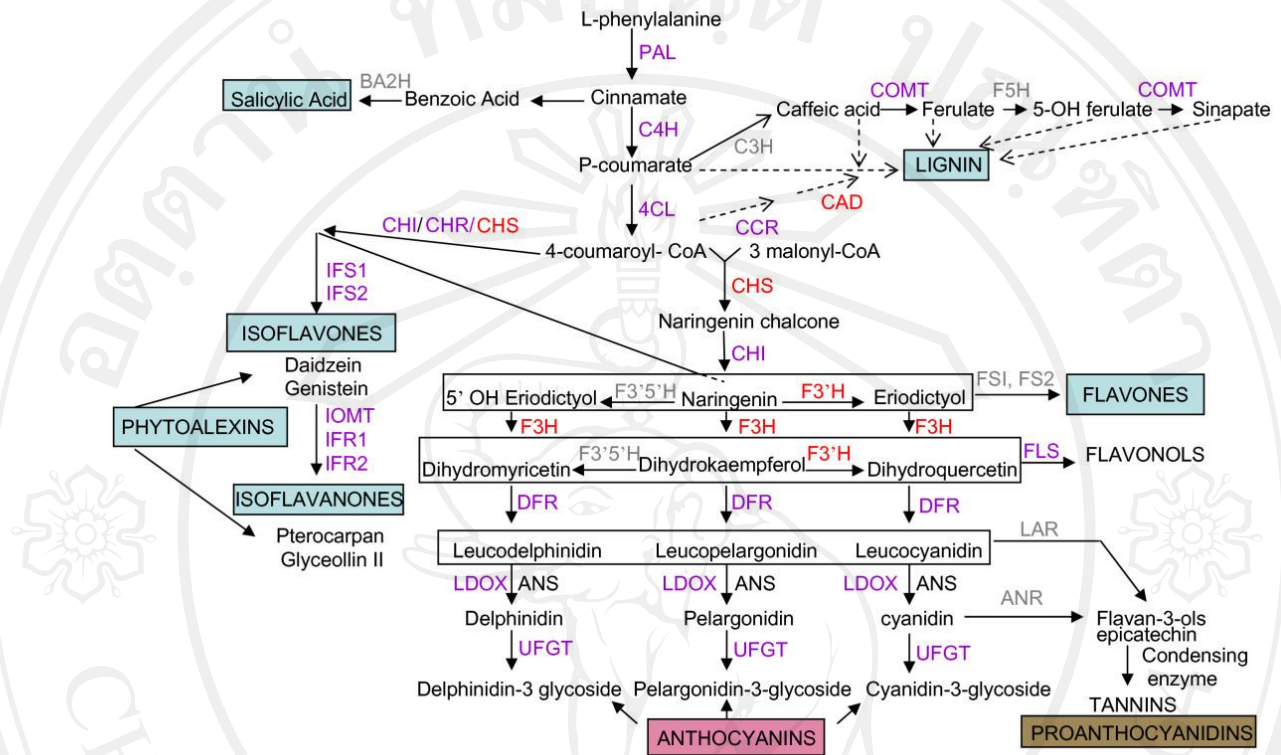 L-phenylalanine
PAL
BA2H
Salicylic Acid
Benzoic Acid
Cinnamate
COMT
F5H
COMT
Caffeic acid
Ferulate
5-OH ferulate
Sinapate
C4H
C3H
P-coumarate
LIGNIN
4CL
CCR
CAD
CHI/CHR/CHS
4-coumaroyl- CoA
3 malonyl-CoA
IFS1
IFS2
CHS
Naringenin chalcone
ISOFLAVONES
CHI
Daidzein
Genistein
5' OH Eriodictyol
F3'5'H
Naringenin
F3'H
Eriodictyol
FSI, FS2
FLAVONES
PHYTOALEXINS
IOMT
IFR1
IFR2
F3H
F3H
F3H
Dihydromyricetin
F3'5'H
Dihydrokaempferol
F3'H
Dihydroquercetin
FLS
FLAVONOLS
ISOFLAVANONES
DFR
DFR
DFR
Pterocarpan
Glyceollin II
Leucodelphinidin
Leucopelargonidin
Leucocyanidin
LAR
LDOX
ANS
LDOX
ANS
LDOX
ANS
Delphinidin
Pelargonidin
cyanidin
ANR
Flavan-3-ols
epicatechin
UFGT
UFGT
UFGT
Condensing
enzyme
Delphinidin-3 glycoside
Pelargonidin-3-glycoside
Cyanidin-3-glycoside
TANNINS
ANTHOCYANINS
PROANTHOCYANIDINS